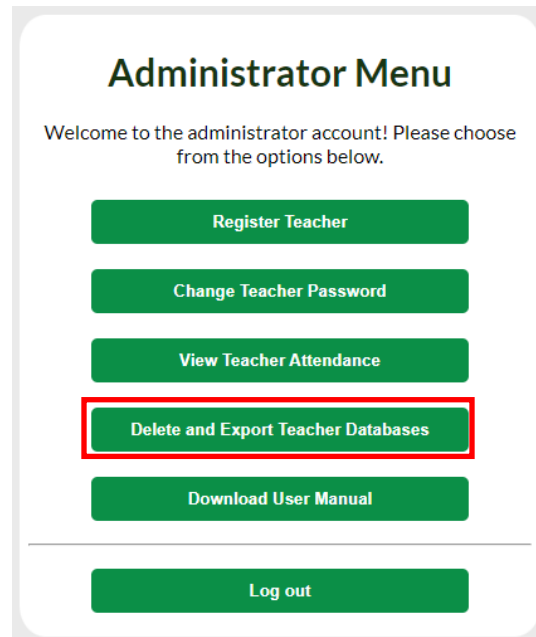 Administrator Menu
Welcome to the administrator account! Please choose
from the options below.
Register Teacher
Change Teacher Password
View Teacher Attendance
Delete and Export Teacher Databases
Download User Manual
Log out